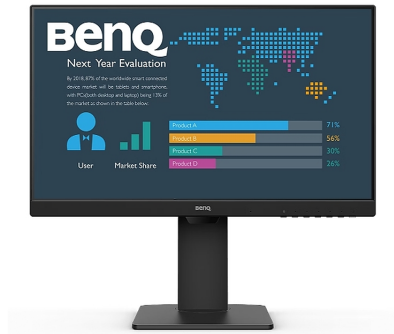 BenQ
Next Year Evaluation
By 2018, 87% of the worldwide smart connected
device market will be tablets and smartphone,
with PCs(both desktop and laptop) being 13% of
the market as shown in the table below.
Product A 71%
Product B 56%
Product C 30%
Product D 26%
User Market Share
BenQ